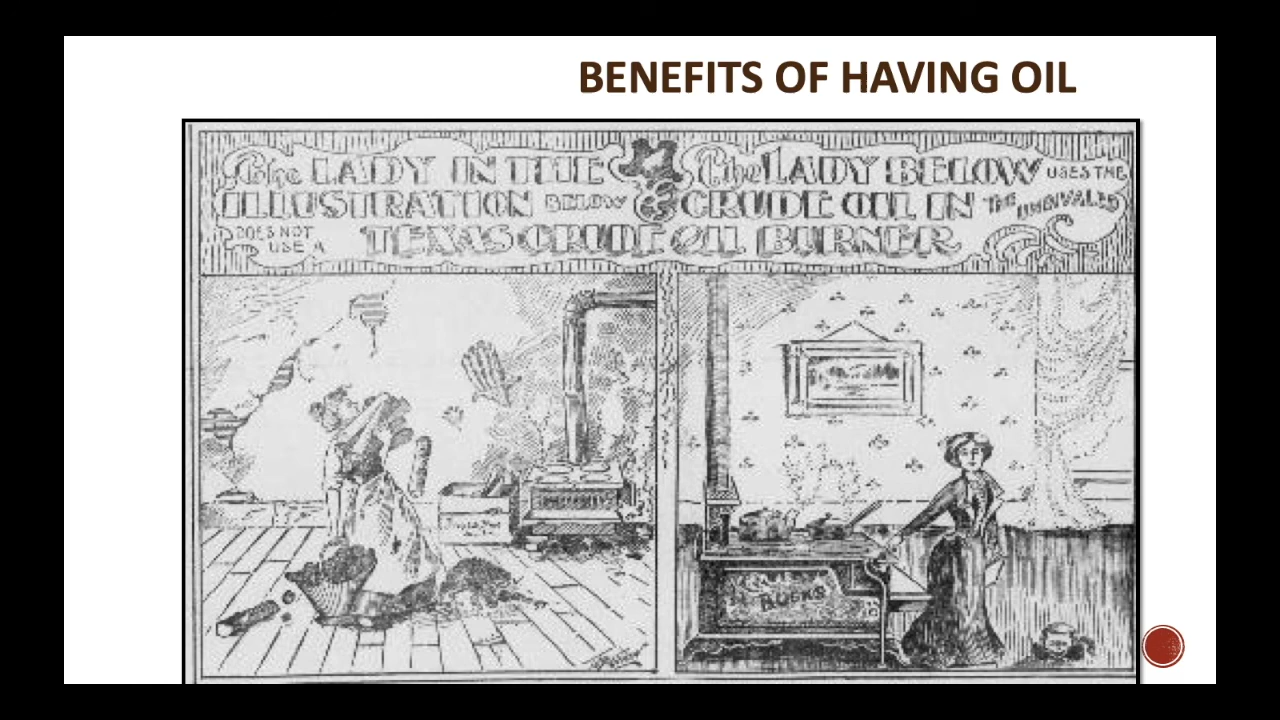 BENEFITS OF HAVING OIL
The LADY IN THE
ILLUSTRATION BELOW
DOES NOT
USE A
& The LADY BELOW USES THE
CRUDE OIL IN THE UNRIVALED
TEXAS CRUDE OIL BURNER